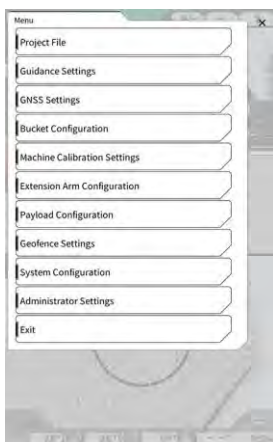 Menu
Project File
Guidance Settings
GNSS Settings
Bucket Configuration
Machine Calibration Settings
Extension Arm Configuration
Payload Configuration
Geofence Settings
System Configuration
Administrator Settings
Exit